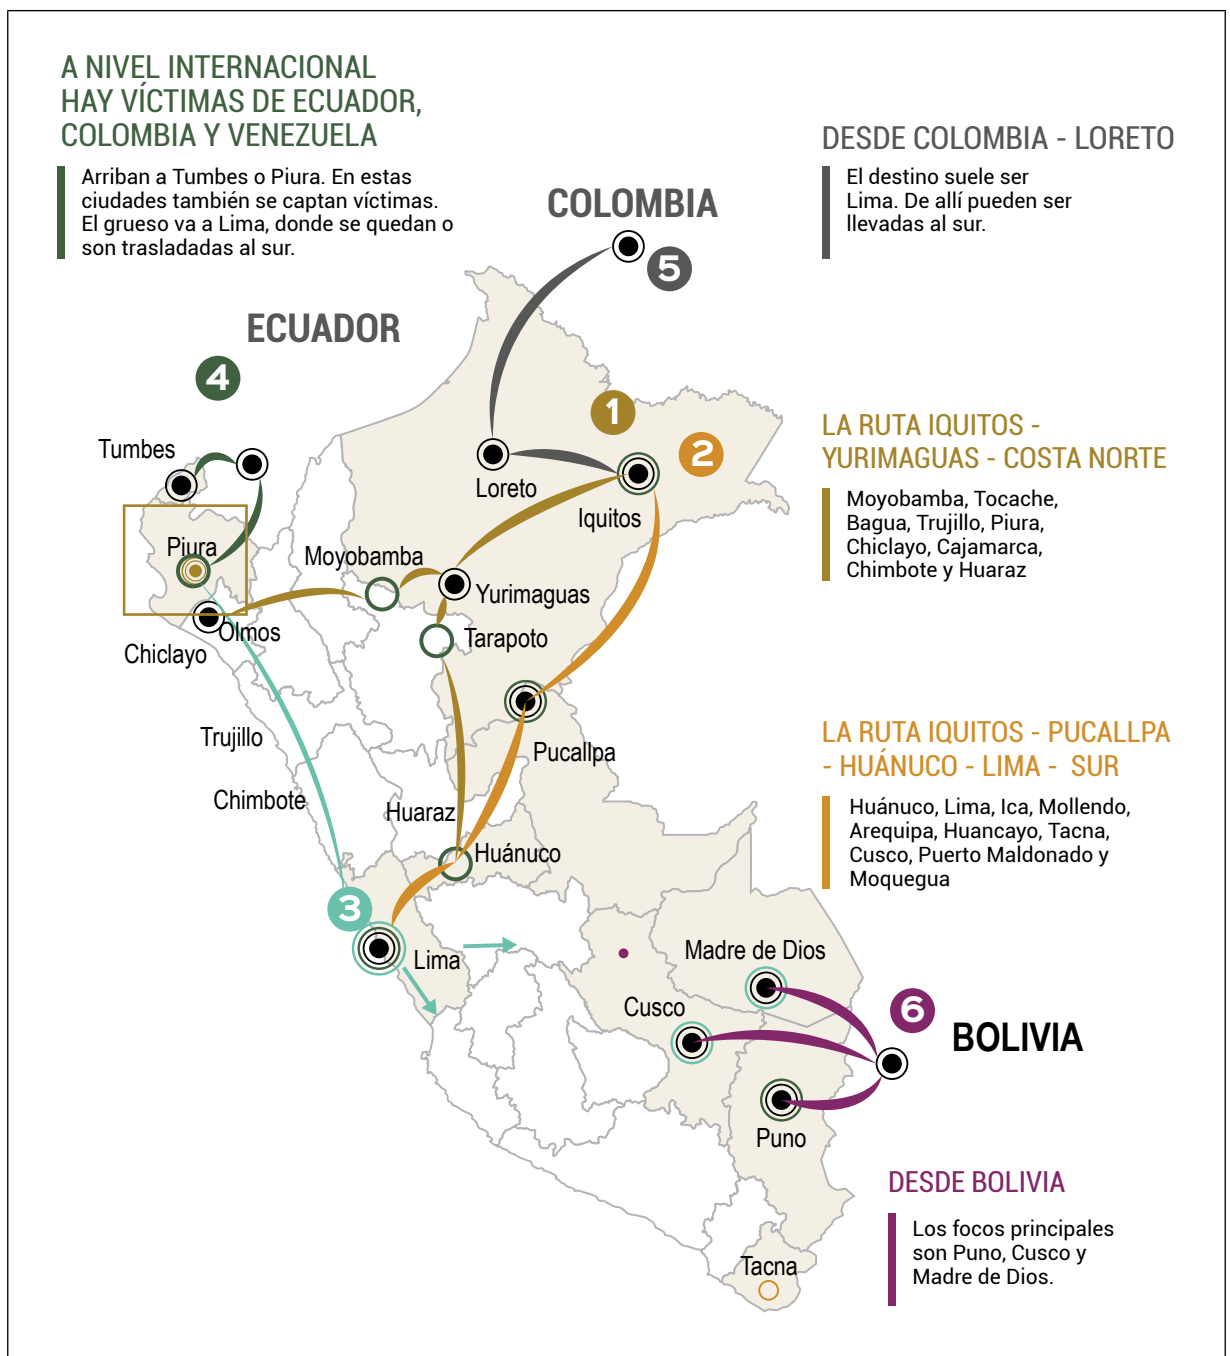 A NIVEL INTERNACIONAL
HAY VÍCTIMAS DE ECUADOR,
COLOMBIA Y VENEZUELA
Arriban a Tumbes o Piura. En estas
ciudades también se captan víctimas.
El grueso va a Lima, donde se quedan o
son trasladadas al sur.
DESDE COLOMBIA - LORETO
El destino suele ser
Lima. De allí pueden ser
llevadas al sur.
COLOMBIA
5
ECUADOR
4
1
2
Tumbes
Loreto
Iquitos
LA RUTA IQUITOS -
YURIMAGUAS - COSTA NORTE
Moyobamba, Tocache,
Bagua, Trujillo, Piura,
Chiclayo, Cajamarca,
Chimbote y Huaraz
Piura
Moyobamba
Yurimaguas
Olmos
Tarapoto
Chiclayo
Trujillo
Pucallpa
Chimbote
Huaraz
Huánuco
LA RUTA IQUITOS - PUCALLPA
- HUÁNUCO - LIMA - SUR
Huánuco, Lima, Ica, Mollendo,
Arequipa, Huancayo, Tacna,
Cusco, Puerto Maldonado y
Moquegua
3
Lima
Madre de Dios
Cusco
6
BOLIVIA
Puno
DESDE BOLIVIA
Los focos principales
son Puno, Cusco y
Madre de Dios.
Tacna